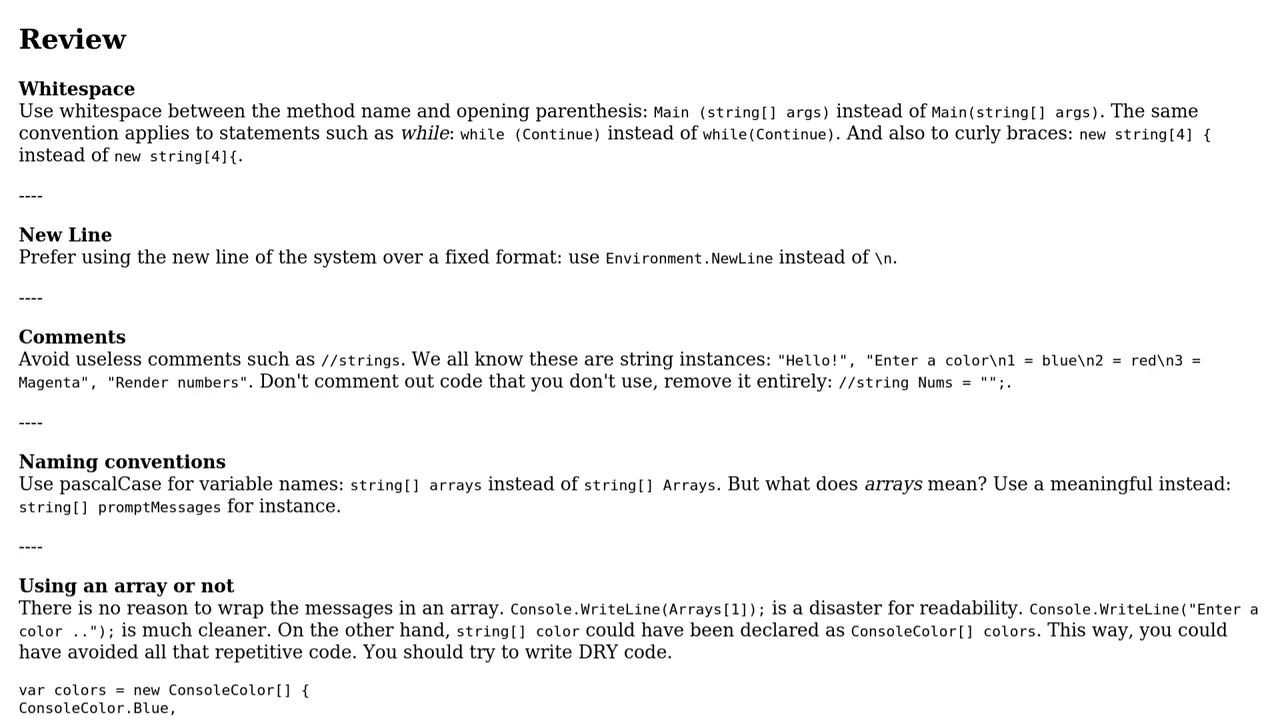 Review
Whitespace
Use whitespace between the method name and opening parenthesis: Main (string[] args) instead of Main(string[] args). The same
convention applies to statements such as while: while (Continue) instead of while(Continue). And also to curly braces: new string[4] {
instead of new string[4]{.
----
New Line
Prefer using the new line of the system over a fixed format: use Environment.NewLine instead of \n.
----
Comments
Avoid useless comments such as //strings. We all know these are string instances: "Hello!", "Enter a color\n1 = blue\n2 = red\n3 =
Magenta", "Render numbers". Don't comment out code that you don't use, remove it entirely: //string Nums = "";.
----
Naming conventions
Use pascalCase for variable names: string[] arrays instead of string[] Arrays. But what does arrays mean? Use a meaningful instead:
string[] promptMessages for instance.
----
Using an array or not
There is no reason to wrap the messages in an array. Console.WriteLine(Arrays[1]); is a disaster for readability. Console.WriteLine("Enter a
color .."); is much cleaner. On the other hand, string[] color could have been declared as ConsoleColor[] colors. This way, you could
have avoided all that repetitive code. You should try to write DRY code.
var colors = new ConsoleColor[] {
ConsoleColor.Blue,